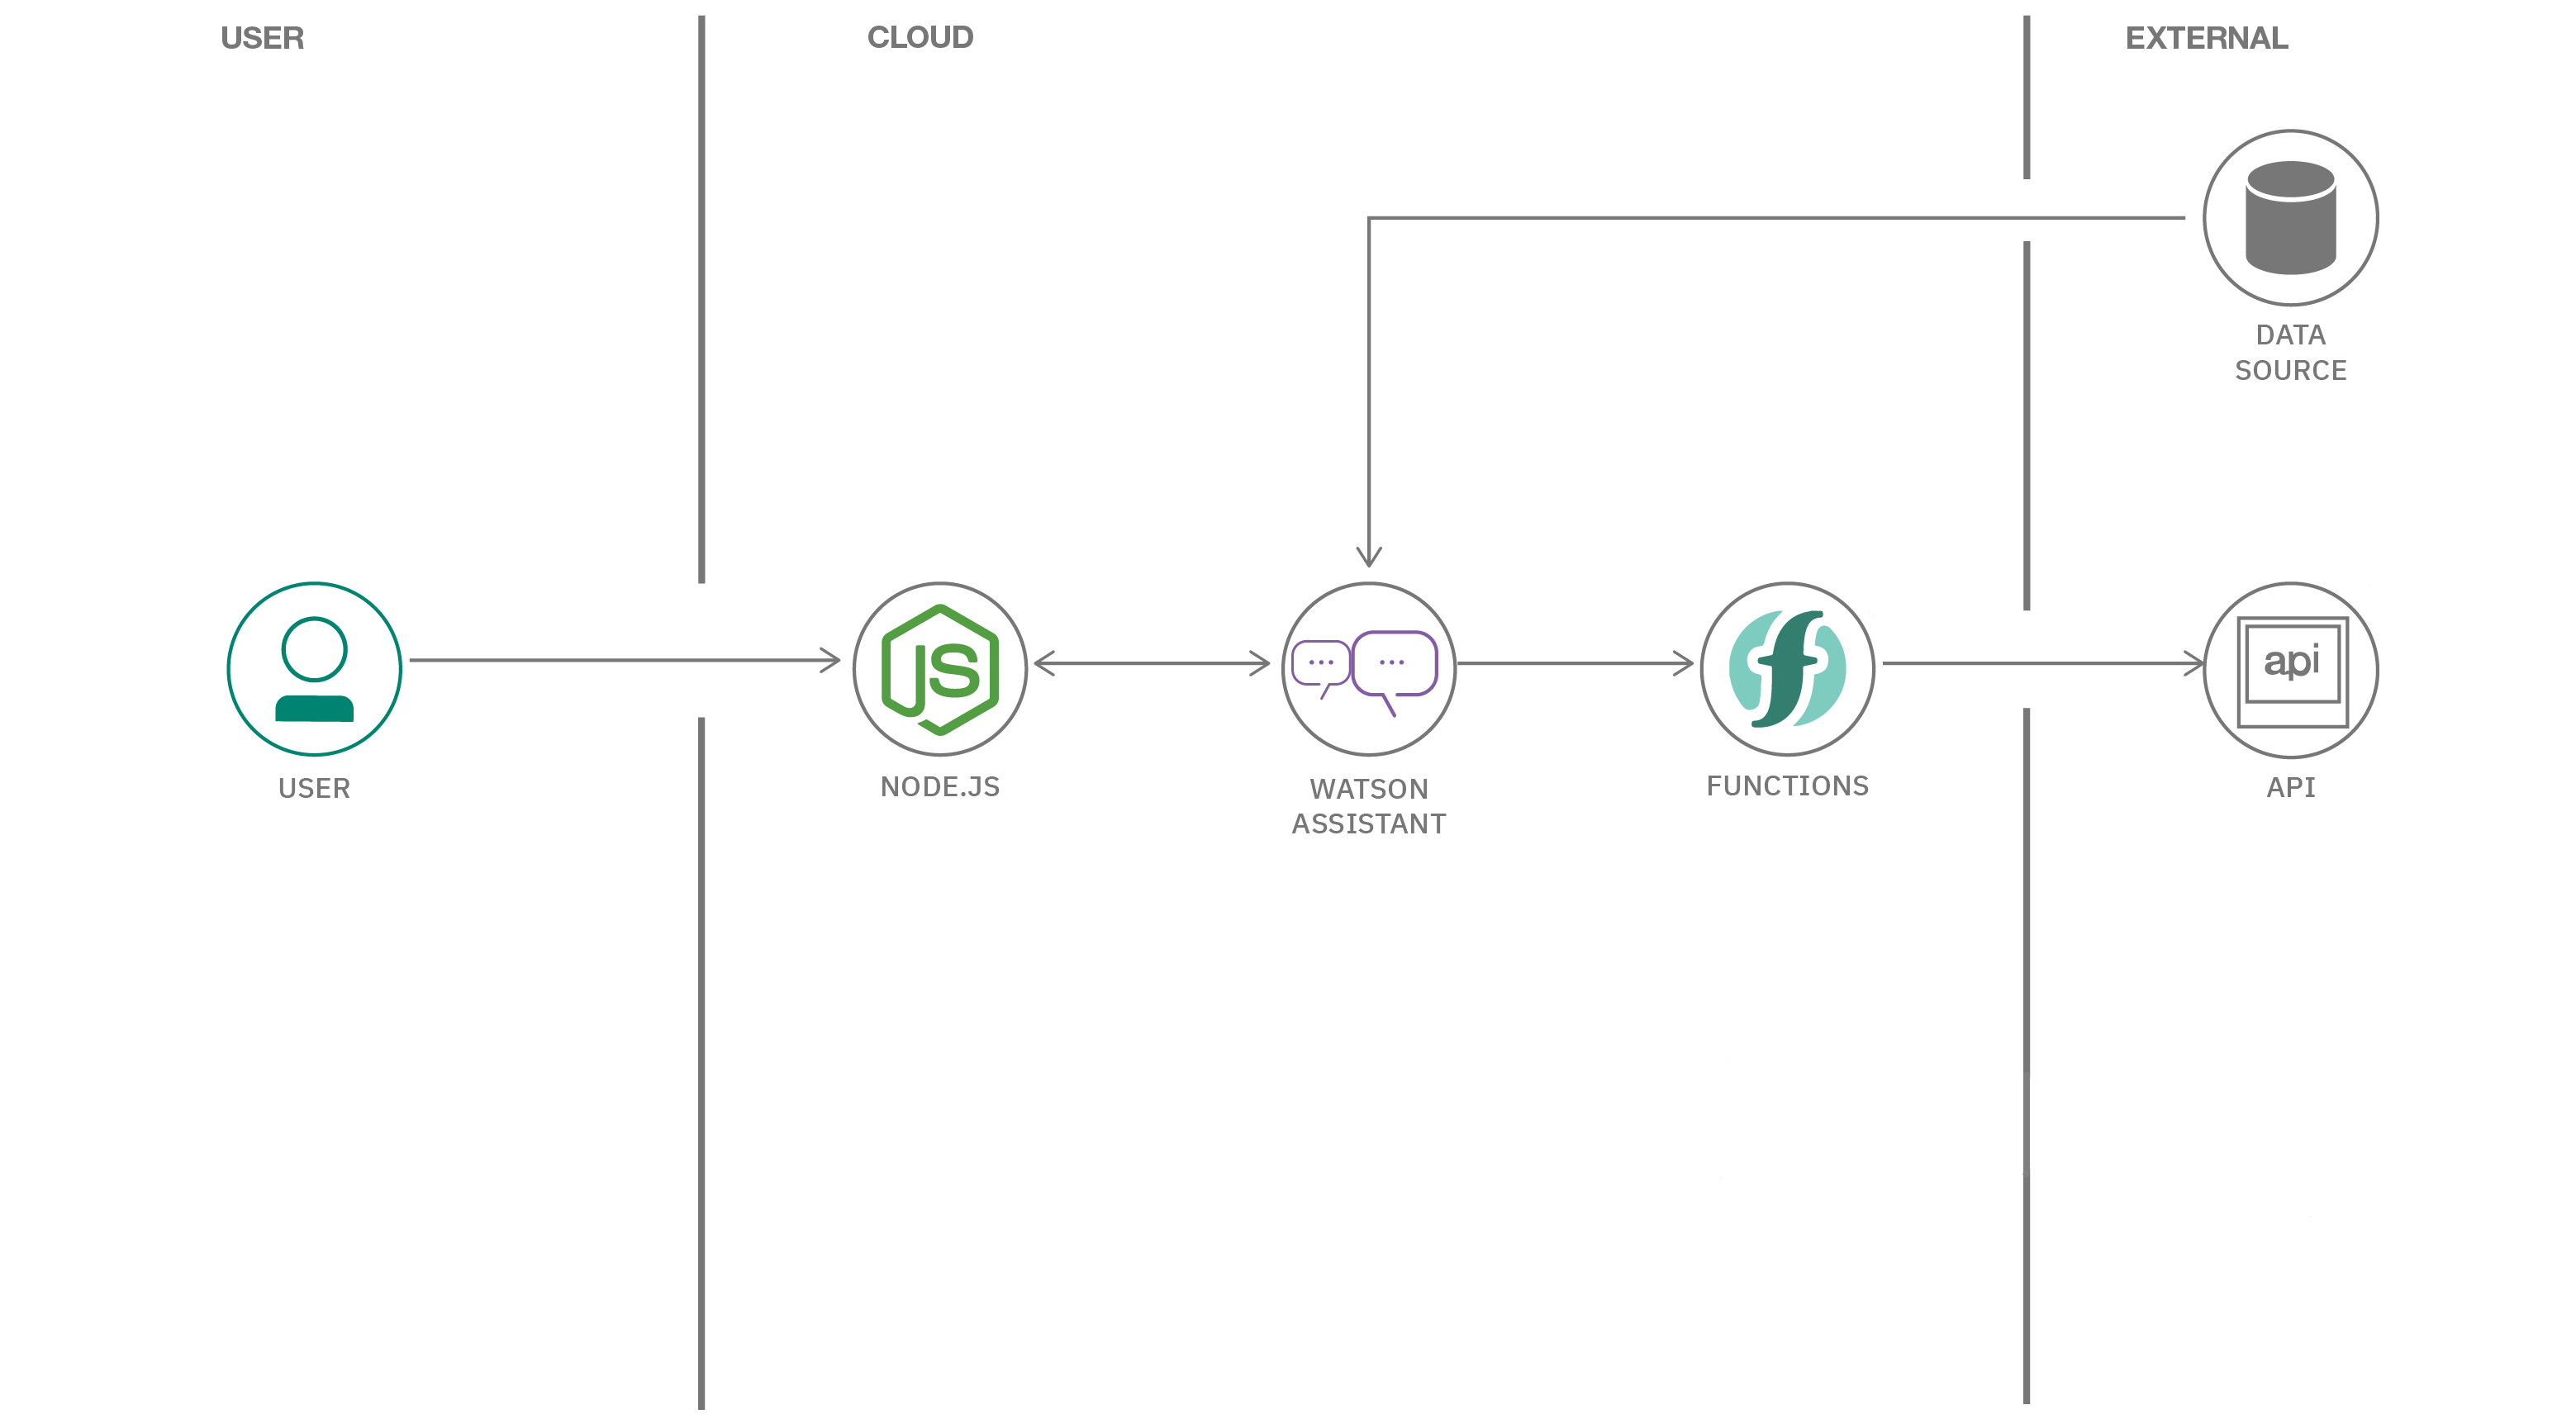 USER
CLOUD
EXTERNAL
DATA
SOURCE
JS
api
USER
NODE.JS
WATSON
ASSISTANT
FUNCTIONS
API